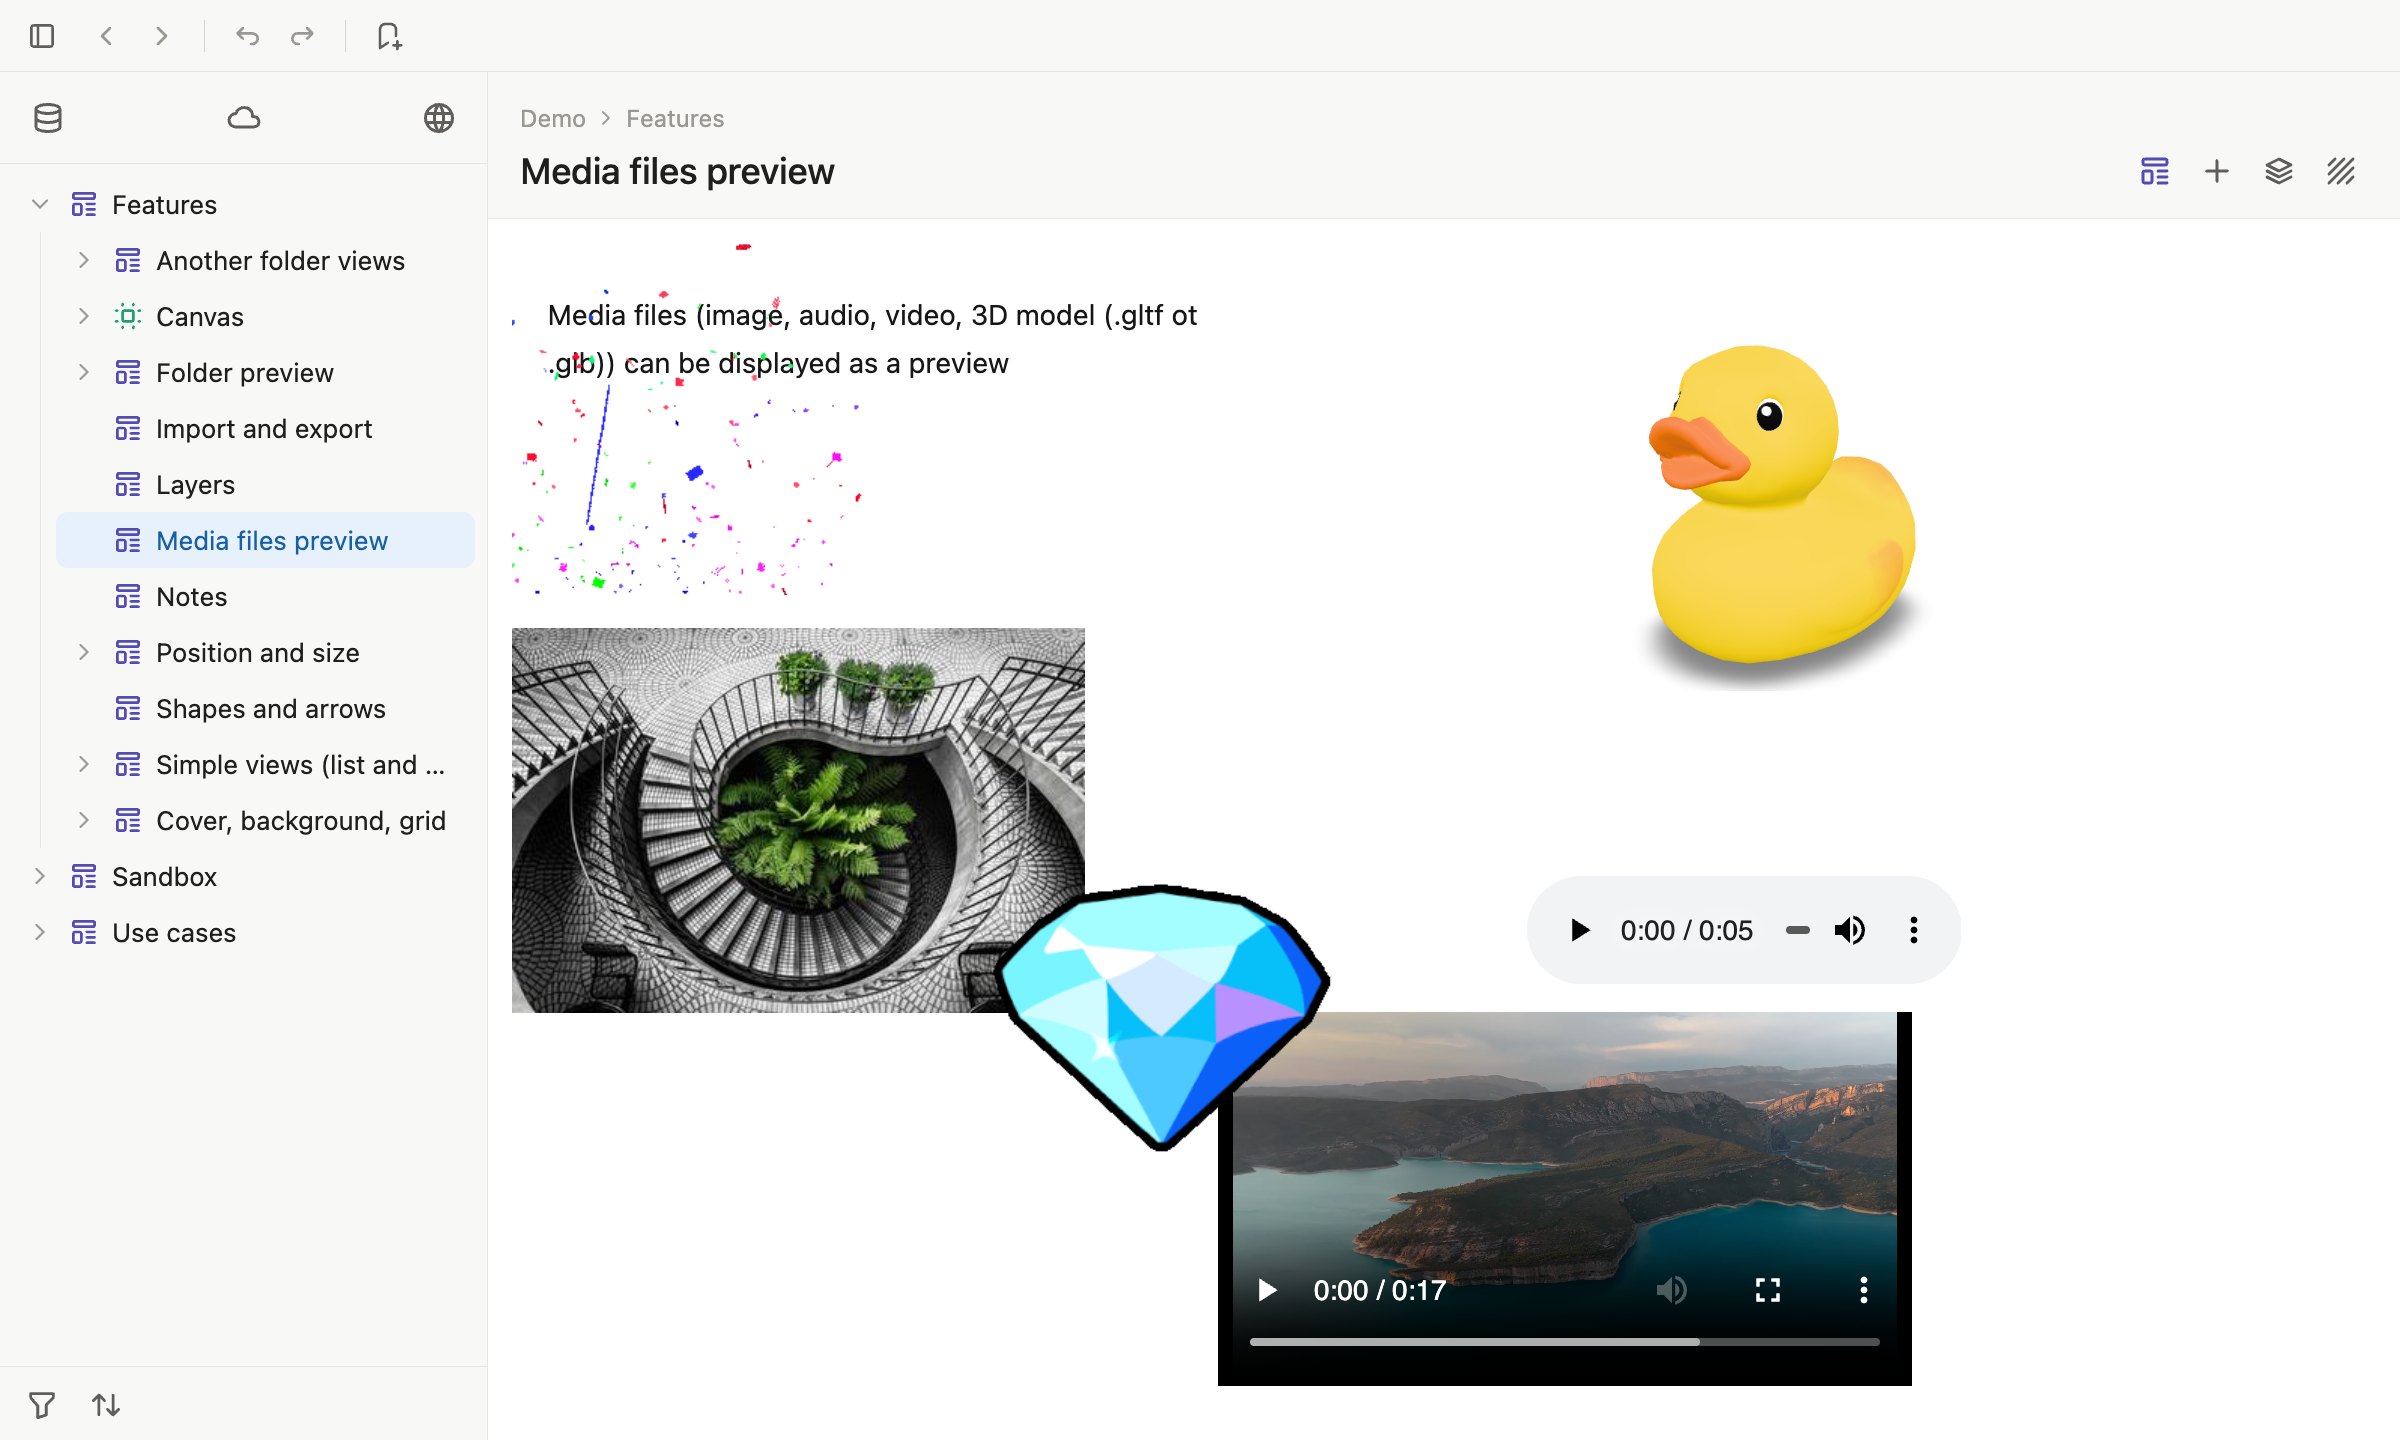 Demo > Features
Media files preview
Features
Another folder views
Canvas
Folder preview
Import and export
Layers
Media files preview
Notes
Position and size
Shapes and arrows
Simple views (list and ...
Cover, background, grid
Sandbox
Use cases
Media files (image, audio, video, 3D model (.gltf ot
.glb)) can be displayed as a preview
0:00 / 0:05
0:00 / 0:17